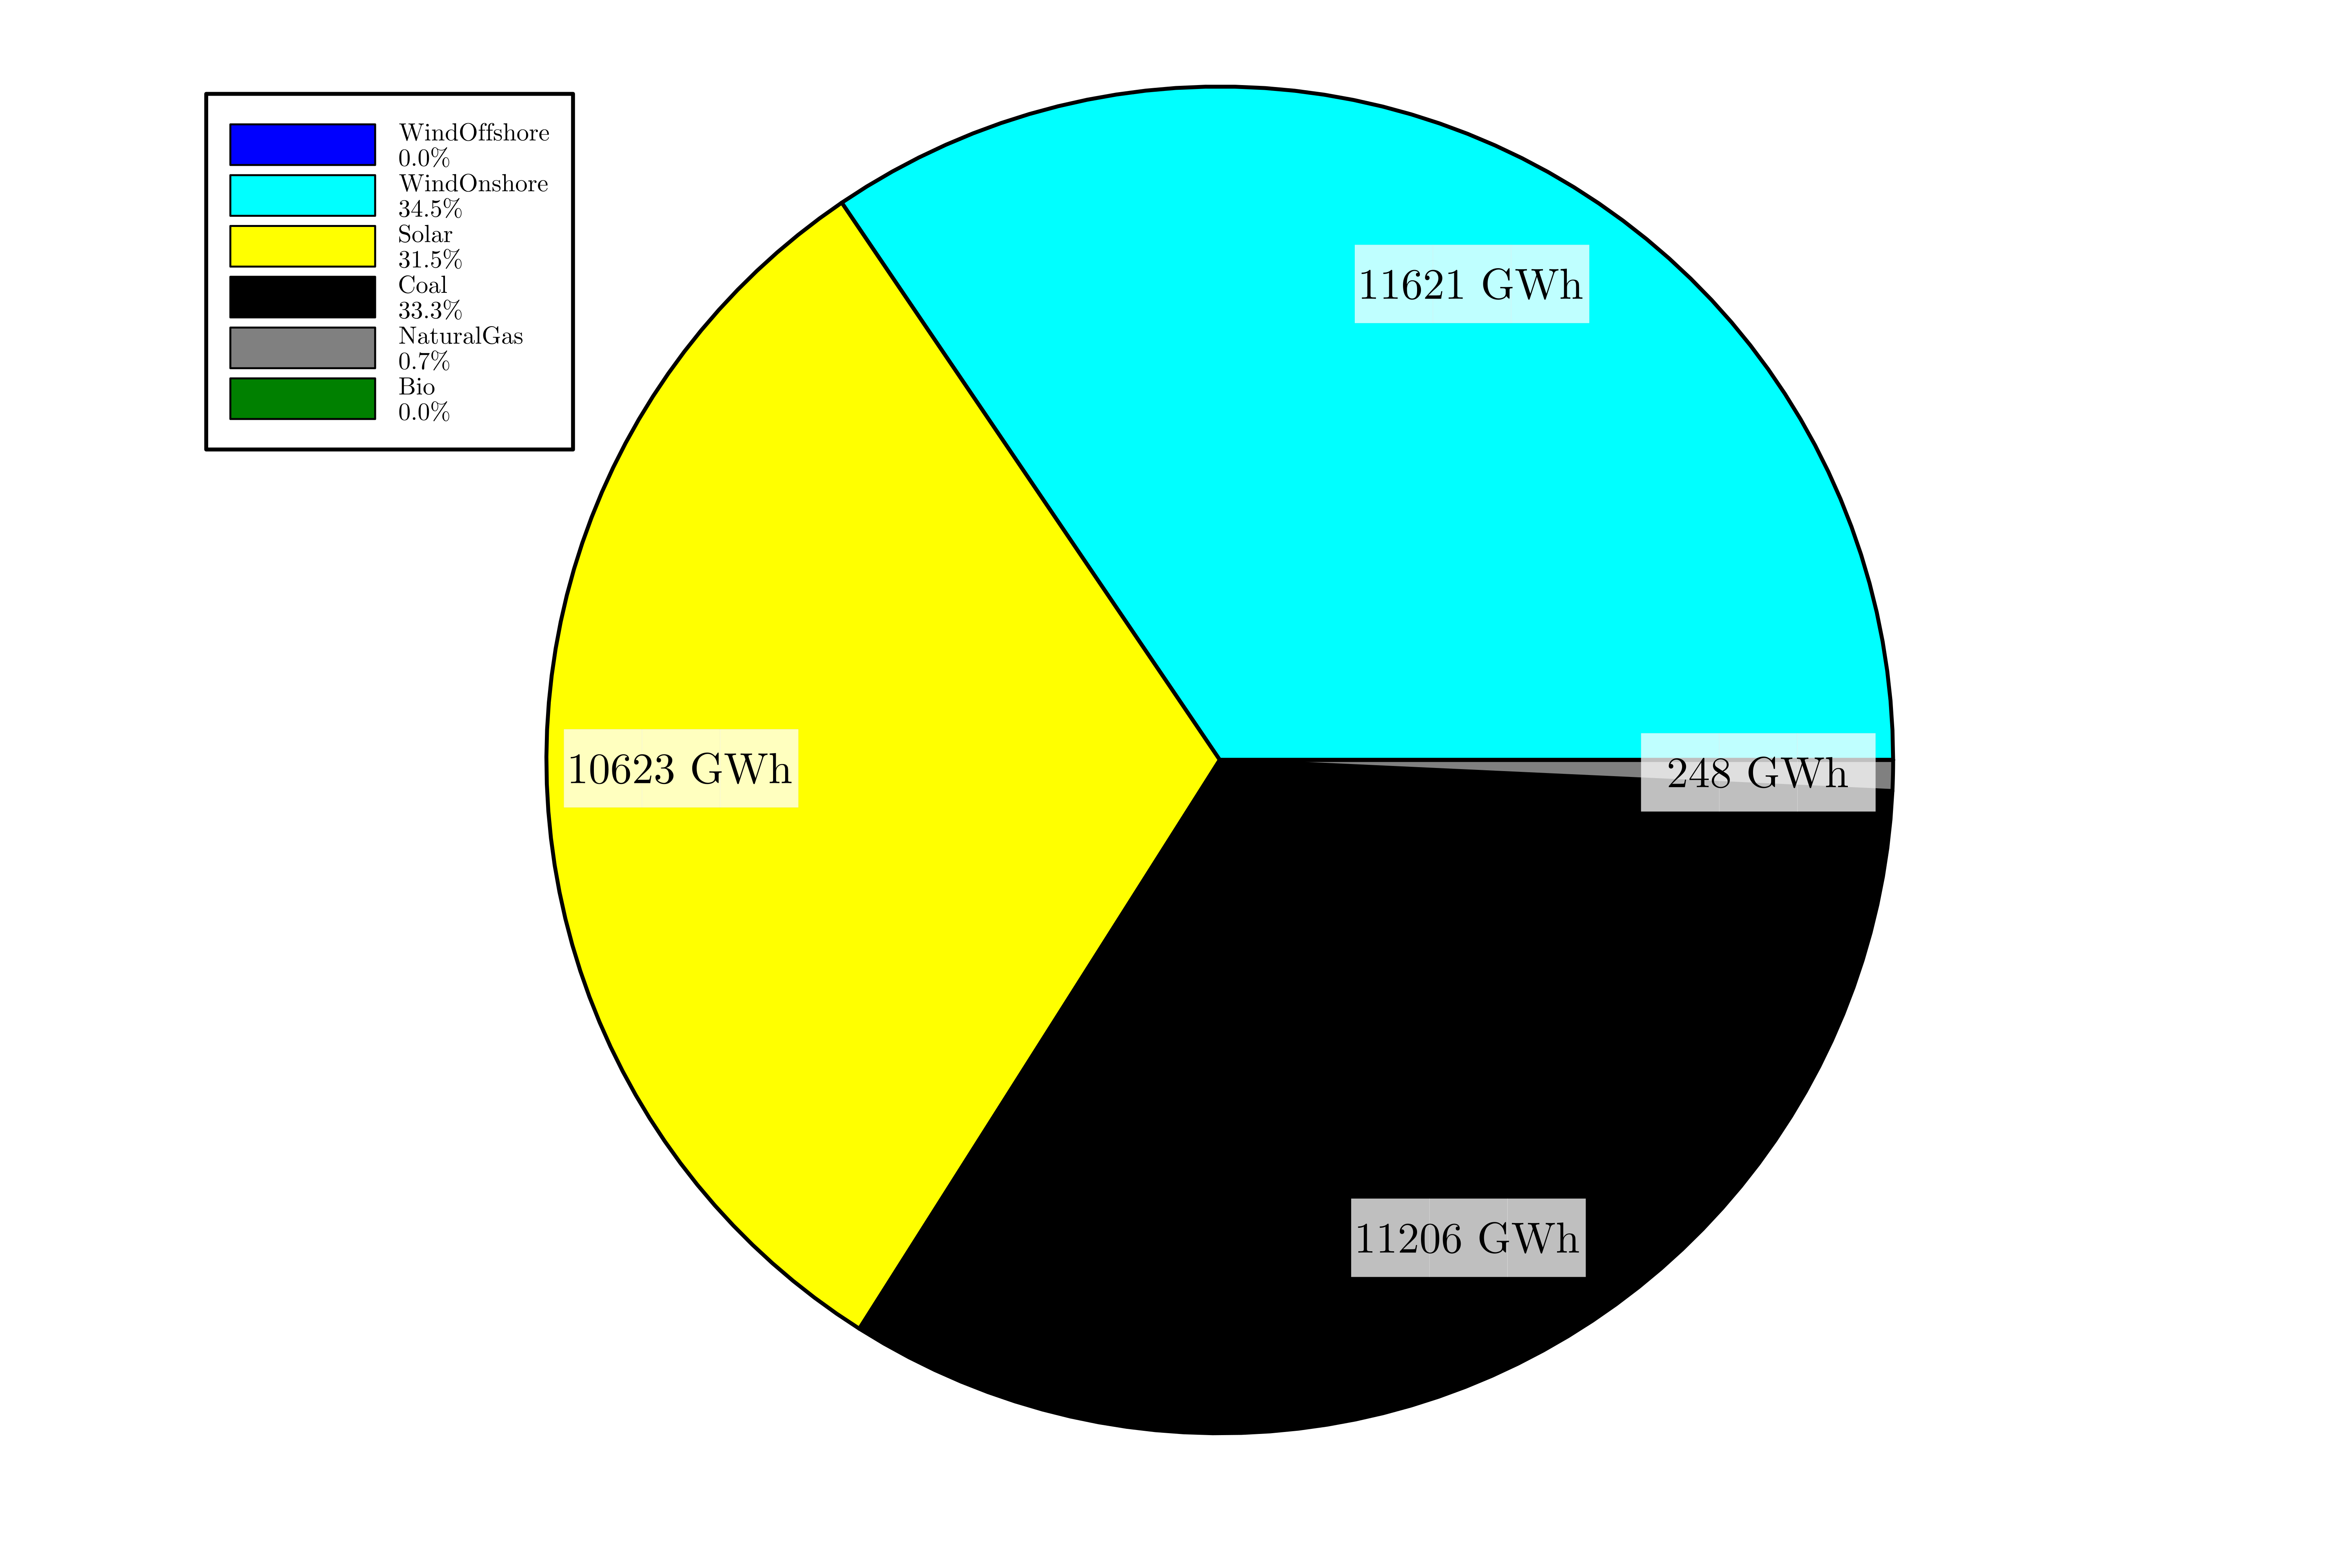 WindOffshore
0.0%
WindOnshore
34.5%
Solar
31.5%
Coal
33.3%
NaturalGas
0.7%
Bio
0.0%
11621 GWh
10623 GWh
248 GWh
11206 GWh